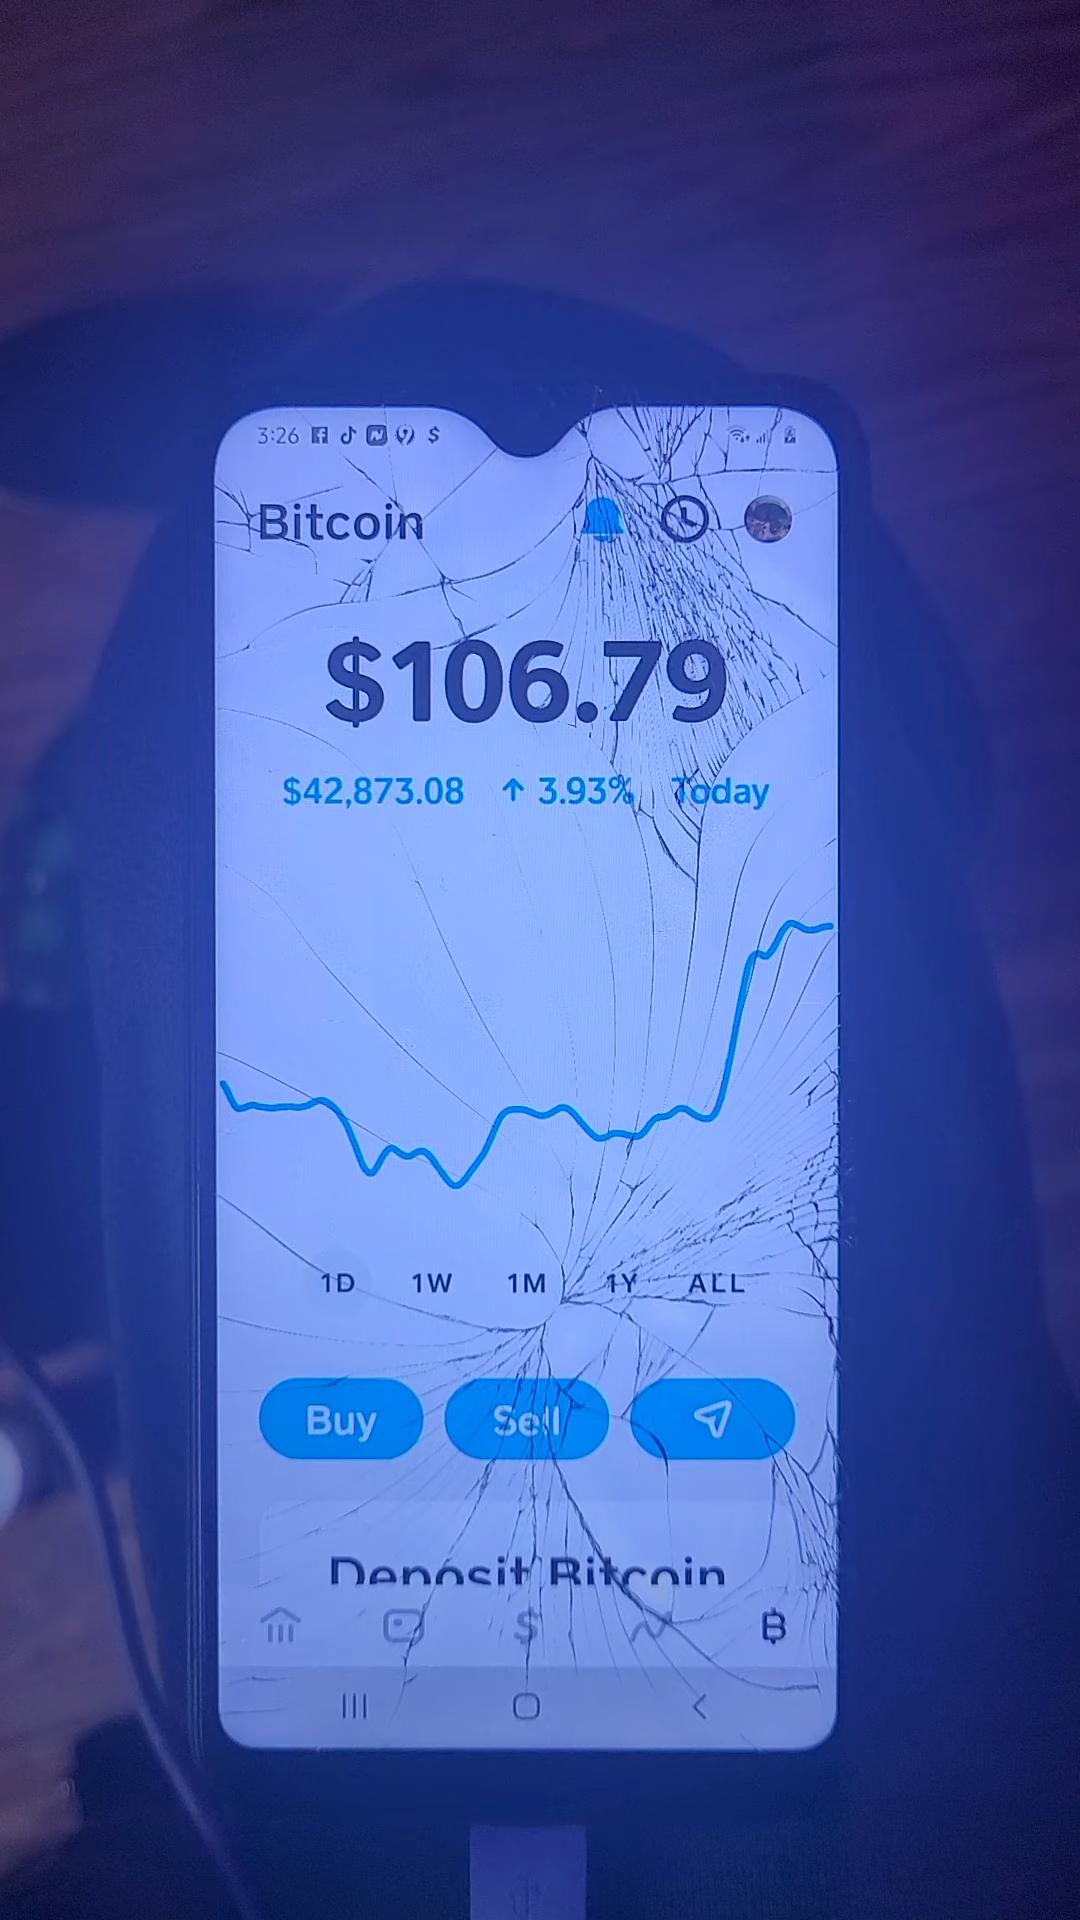 3:26 $
Bitcoin
$106.79
$42,873.08 ↑ 3.93% Today
1D 1W 1M 1Y ALL
Buy Sell
Deposit Bitcoin
$ ₿